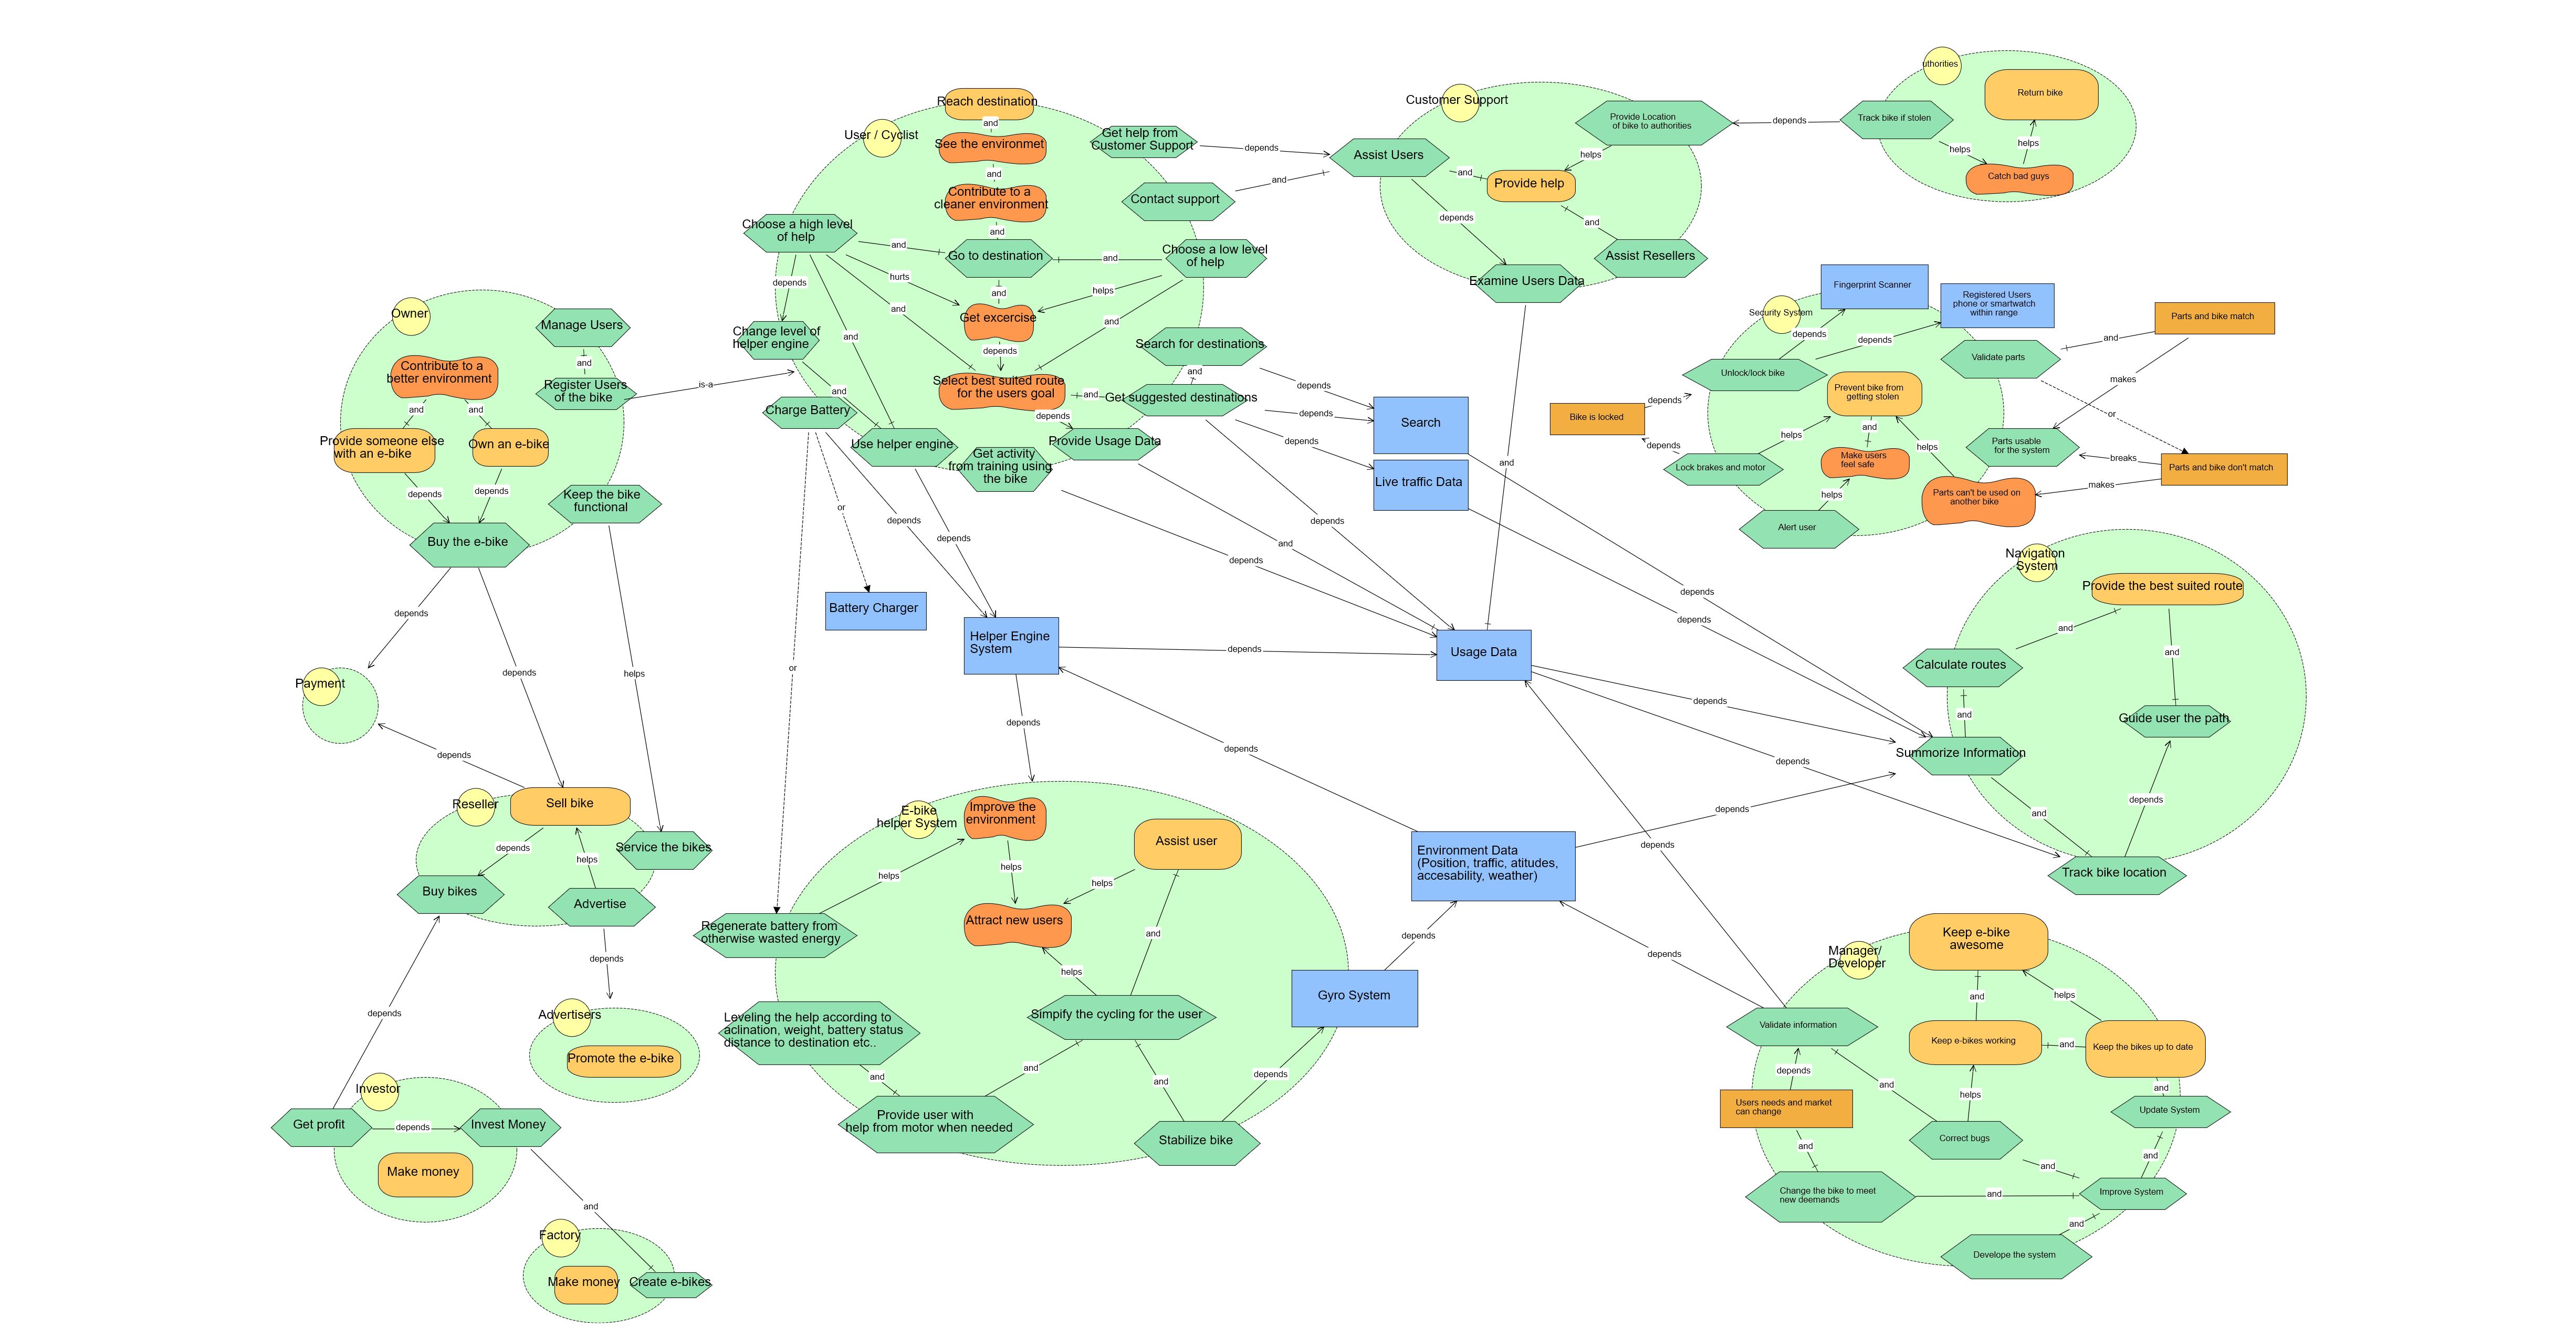 uthorities
Return bike
Track bike if stolen
depends
helps
helps
Catch bad guys
Customer Support
Provide Location
of bike to authorities
Assist Users
helps
and
Provide help
depends
and
Assist Resellers
Examine Users Data
Reach destination
and
User / Cyclist
See the environmet
and
Contribute to a
cleaner environment
and
Get help from
Customer Support
depends
Contact support
and
Choose a high level
of help
and
Go to destination
and
Choose a low level
of help
hurts
and
helps
depends
and
Get excercise
and
Change level of
helper engine
and
depends
Search for destinations
and
Select best suited route
for the users goal
and
Get suggested destinations
and
depends
Charge Battery
Use helper engine
Provide Usage Data
Get activity
from training using
the bike
depends
depends
depends
Search
Live traffic Data
and
Owner
Manage Users
and
Contribute to a
better environment
Register Users
of the bike
is-a
and
and
Provide someone else
with an e-bike
Own an e-bike
depends
depends
Keep the bike
functional
Buy the e-bike
Fingerprint Scanner
Registered Users
phone or smartwatch
within range
Security System
depends
depends
Parts and bike match
and
Validate parts
Unlock/lock bike
makes
Prevent bike from
getting stolen
Bike is locked
depends
or
and
helps
helps
Parts usable
for the system
depends
Make users
feel safe
Lock brakes and motor
breaks
Parts and bike don't match
makes
helps
Parts can't be used on
another bike
Alert user
or
depends
depends
depends
and
depends
Navigation
System
Provide the best suited route
depends
depends
and
and
Calculate routes
Guide user the path
and
Summorize Information
depends
and
Track bike location
Battery Charger
Helper Engine
System
depends
Usage Data
depends
depends
depends
helps
or
Payment
depends
depends
depends
depends
depends
Reseller
Sell bike
depends
helps
Service the bikes
Buy bikes
Advertise
depends
depends
Advertisers
Promote the e-bike
Investor
Get profit
depends
Invest Money
Make money
and
Factory
Make money
Create e-bikes
E-bike
helper System
Improve the
environment
Assist user
helps
helps
helps
Attract new users
Regenerate battery from
otherwise wasted energy
and
helps
Leveling the help according to
aclination, weight, battery status
distance to destination etc..
Simpify the cycling for the user
and
and
and
depends
Provide user with
help from motor when needed
Stabilize bike
Gyro System
depends
Environment Data
(Position, traffic, atitudes,
accesability, weather)
depends
depends
Manager/
Developer
Keep e-bike
awesome
and
helps
Validate information
Keep e-bikes working
and
Keep the bikes up to date
depends
and
helps
and
Users needs and market
can change
Update System
Correct bugs
and
and
and
Change the bike to meet
new deemands
and
Improve System
and
Develope the system